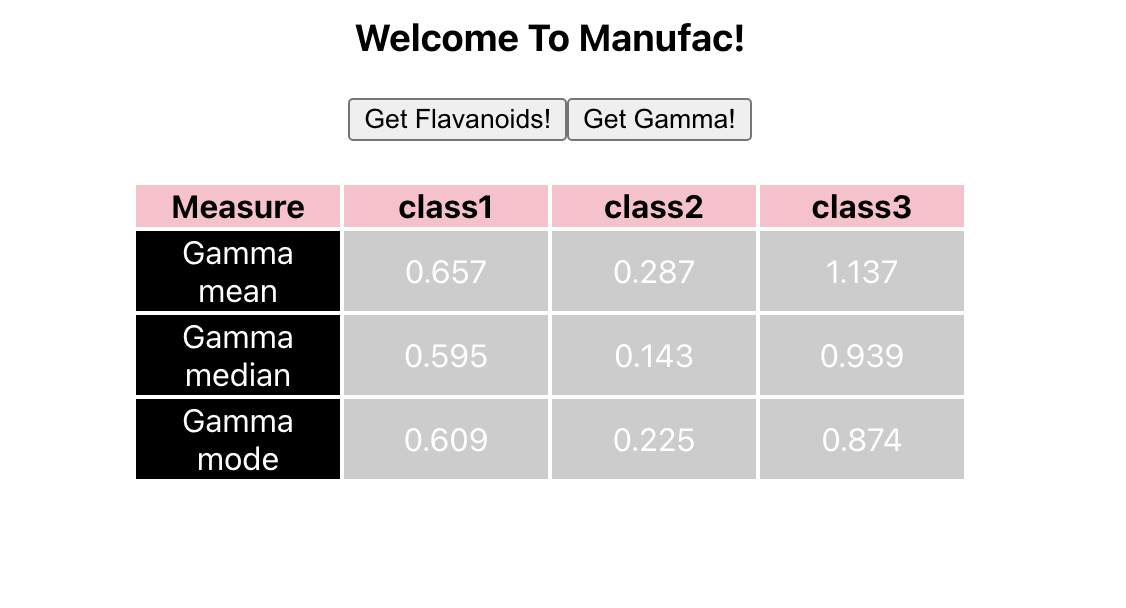 Welcome To Manufac!
Get Flavanoids! Get Gamma!
Measure class1 class2 class3
Gamma
mean 0.657 0.287 1.137
Gamma
median 0.595 0.143 0.939
Gamma
mode 0.609 0.225 0.874